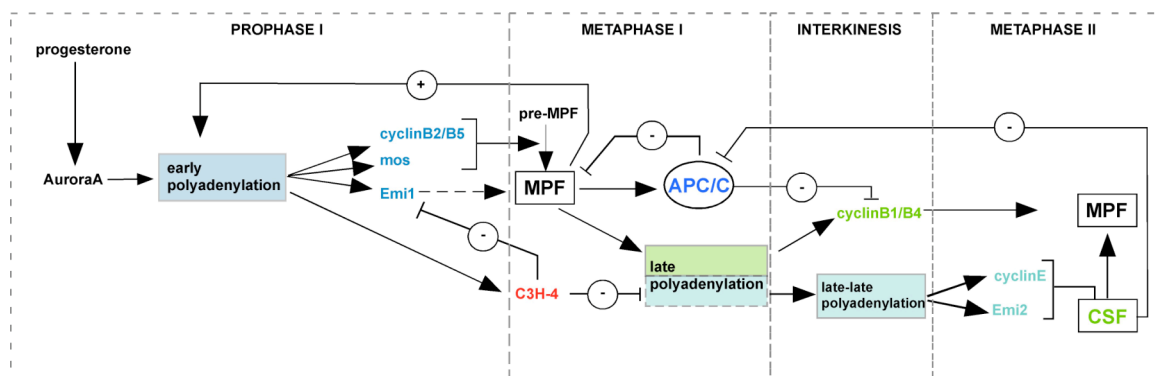 PROPHASE I
METAPHASE I
INTERKINESIS
METAPHASE II
progesterone
+
pre-MPF
-
-
cyclinB2/B5
mos
Emi1
early
polyadenylation
AuroraA
MPF
APC/C
-
cyclinB1/B4
MPF
-
C3H-4
-
late
polyadenylation
late-late
polyadenylation
cyclinE
Emi2
CSF